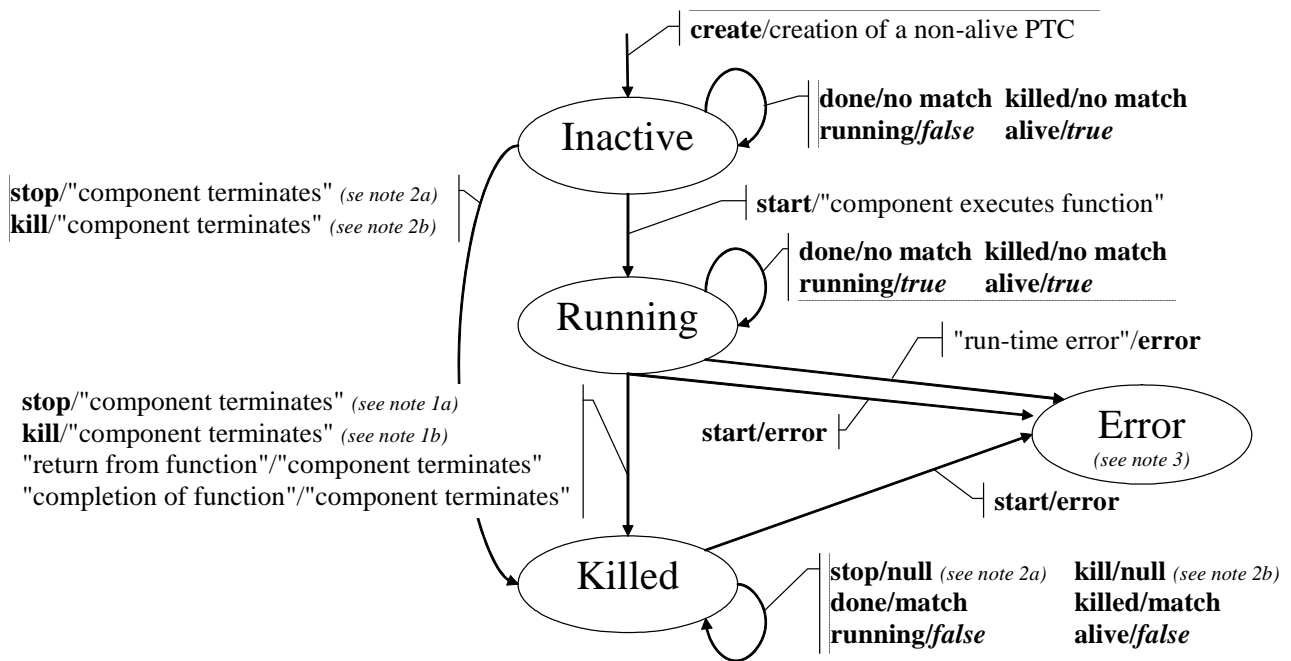 create/creation of a non-alive PTC
done/no match killed/no match
running/false alive/true
Inactive
stop/"component terminates" (se note 2a)
kill/"component terminates" (see note 2b)
start/"component executes function"
done/no match killed/no match
running/true alive/true
Running
"run-time error"/error
stop/"component terminates" (see note 1a)
kill/"component terminates" (see note 1b)
"return from function"/"component terminates"
"completion of function"/"component terminates"
start/error
Error
(see note 3)
start/error
Killed
stop/null (see note 2a) kill/null (see note 2b)
done/match killed/match
running/false alive/false